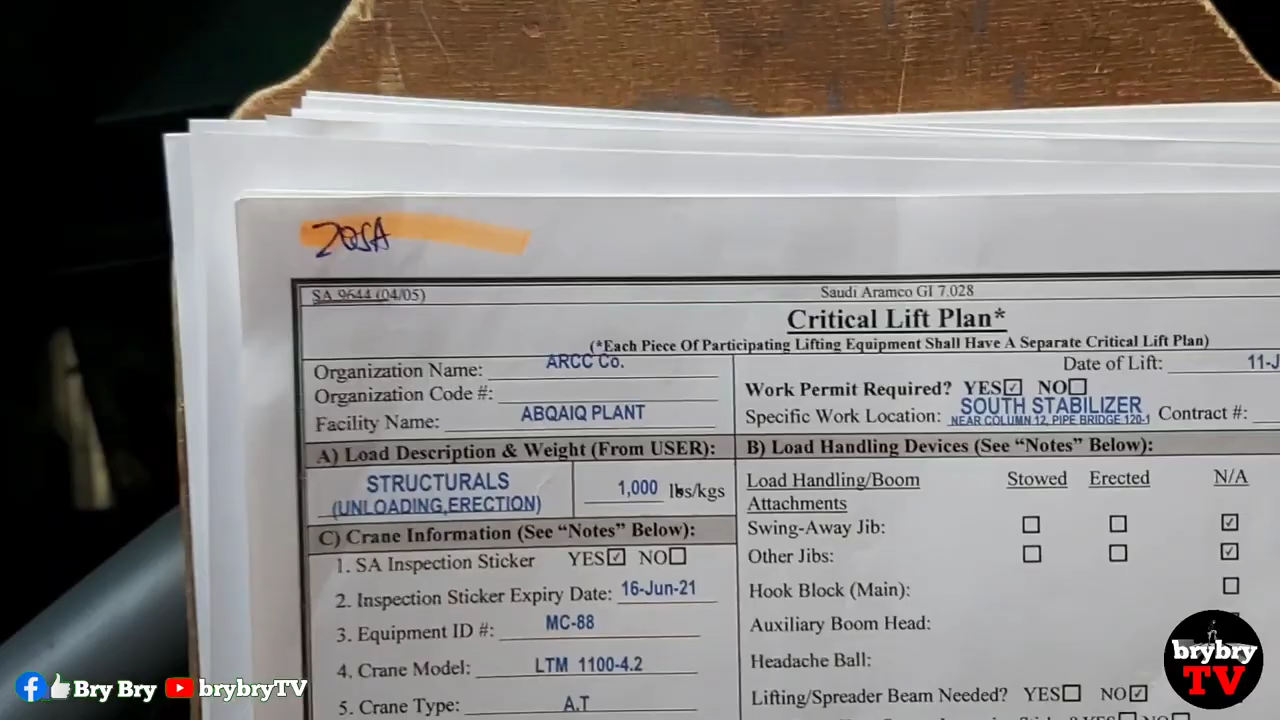 SA 9644 (04/05)
Saudi Aramco GI 7.028
Critical Lift Plan*
(*Each Piece Of Participating Lifting Equipment Shall Have A Separate Critical Lift Plan)
Organization Name: ARCC Co.
Organization Code #:
Facility Name: ABQAIQ PLANT
Date of Lift: 11-J
Work Permit Required? YES ☑ NO ☐
Specific Work Location: SOUTH STABILIZER
NEAR COLUMN 12, PIPE BRIDGE 120-1
Contract #:
A) Load Description & Weight (From USER):
STRUCTURALS
(UNLOADING,ERECTION)
1,000 lbs/kgs
C) Crane Information (See “Notes” Below):
1. SA Inspection Sticker YES ☑ NO ☐
2. Inspection Sticker Expiry Date: 16-Jun-21
3. Equipment ID #: MC-88
4. Crane Model: LTM 1100-4.2
5. Crane Type: A.T
B) Load Handling Devices (See “Notes” Below):
Load Handling/Boom
Attachments
Stowed Erected N/A
Swing-Away Jib: ☐ ☐ ☑
Other Jibs: ☐ ☐ ☑
Hook Block (Main): ☐
Auxiliary Boom Head:
Headache Ball:
Lifting/Spreader Beam Needed? YES ☐ NO ☑
Bry Bry brybryTV
brybry
TV